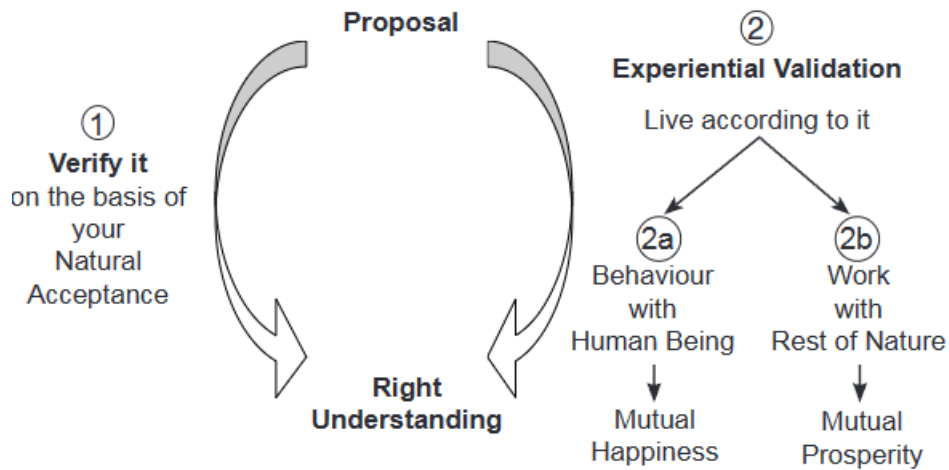 Proposal
1
Verify it
on the basis of
your
Natural
Acceptance
2
Experiential Validation
Live according to it
2a
Behaviour
with
Human Being
Mutual
Happiness
2b
Work
with
Rest of Nature
Mutual
Prosperity
Right
Understanding